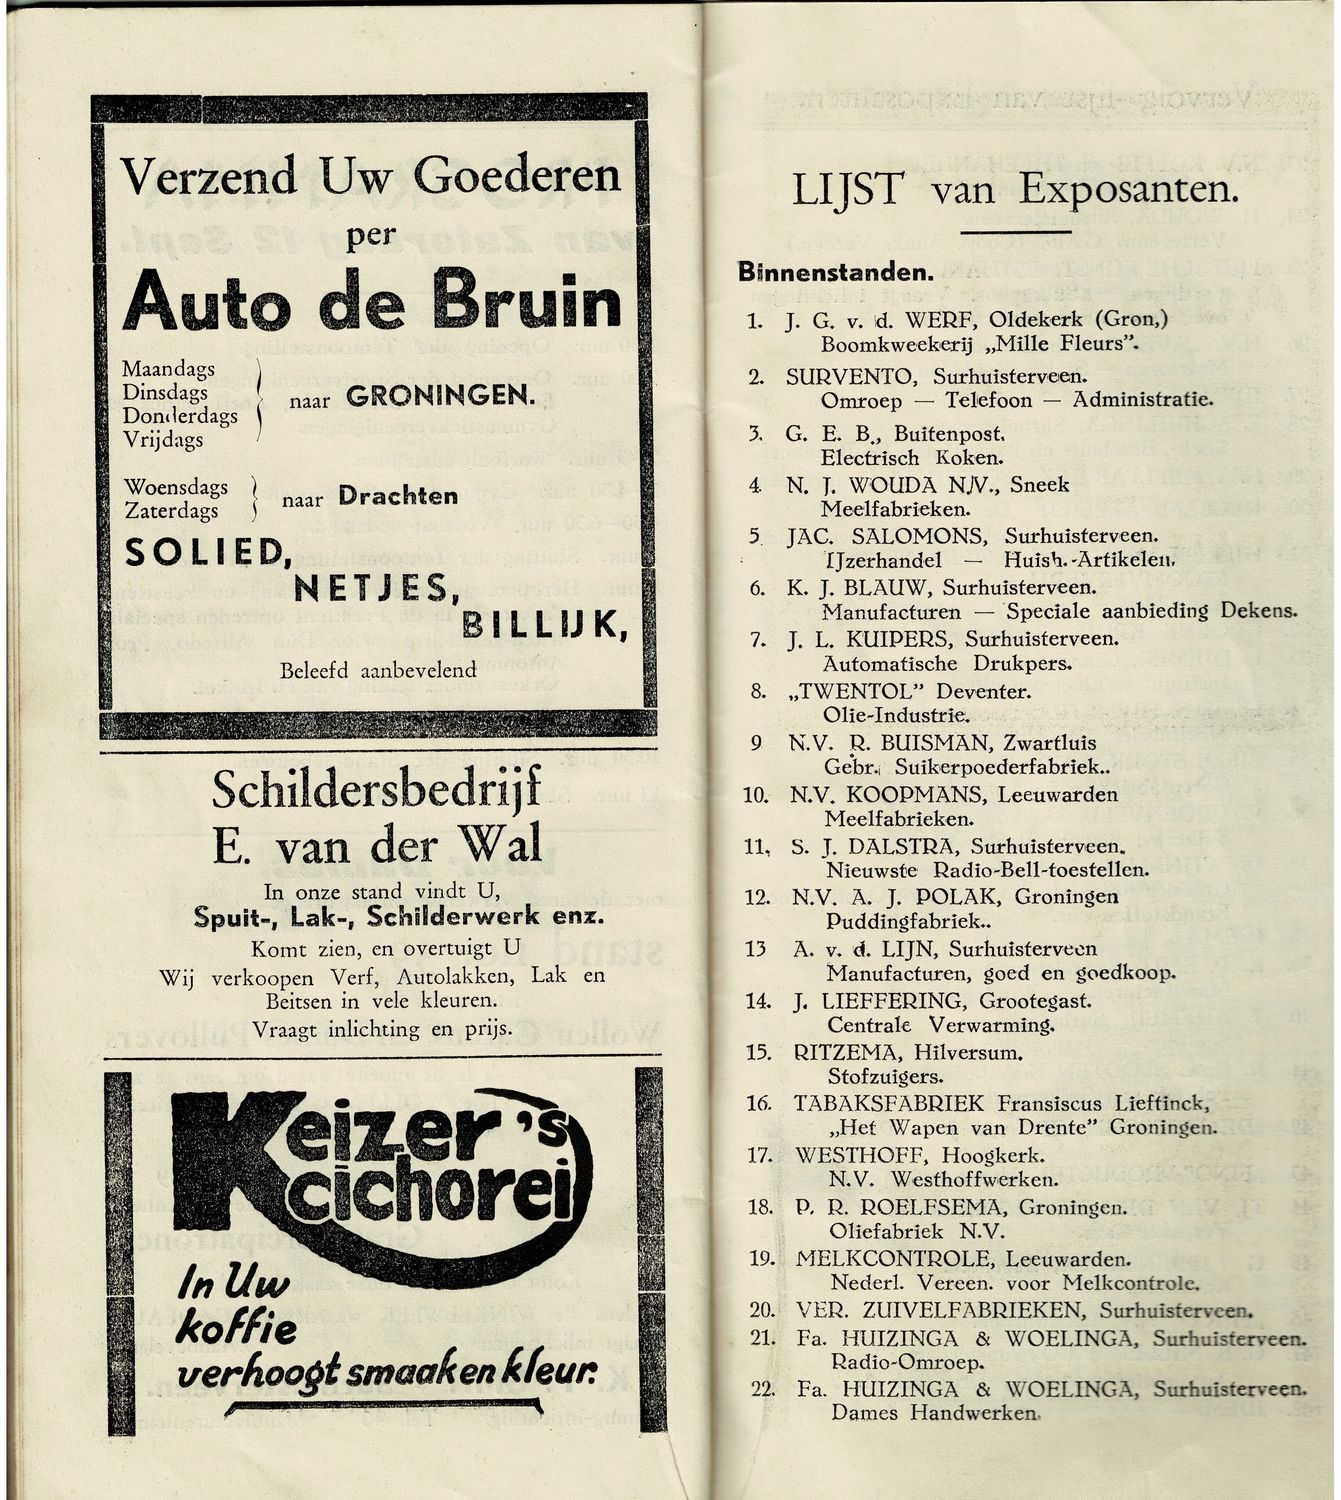 Verzend Uw Goederen
per
Auto de Bruin
Maandags
Dinsdags
Donderdags
Vrijdags
naar GRONINGEN.
Woensdags
Zaterdags
naar Drachten
SOLIED,
NETJES,
BILLIJK,
Beleefd aanbevelend
Schildersbedrijf
E. van der Wal
In onze stand vindt U,
Spuit-, Lak-, Schilderwerk enz.
Komt zien, en overtuigt U
Wij verkoopen Verf, Autolakken, Lak en
Beitsen in vele kleuren.
Vraagt inlichting en prijs.
Keizer's
cichorei
In Uw
koffie
verhoogt smaak en kleur.
LIJST van Exposanten.
Binnenstanden.
1. J. G. v. d. WERF, Oldekerk (Gron,)
Boomkweekerij „Mille Fleurs”.
2. SURVENTO, Surhuisterveen.
Omroep — Telefoon — Administratie.
3. G. E. B., Buitenpost.
Electrisch Koken.
4 N. J. WOUDA N.V., Sneek
Meelfabrieken.
5 JAC. SALOMONS, Surhuisterveen.
IJzerhandel — Huish.-Artikelen.
6. K. J. BLAUW, Surhuisterveen.
Manufacturen — Speciale aanbieding Dekens.
7. J. L. KUIPERS, Surhuisterveen.
Automatische Drukpers.
8. „TWENTOL” Deventer.
Olie-Industrie.
9 N.V. R. BUISMAN, Zwartluis
Gebr. Suikerpoederfabriek..
10. N.V. KOOPMANS, Leeuwarden
Meelfabrieken.
11, S. J. DALSTRA, Surhuisterveen.
Nieuwste Radio-Bell-toestellen.
12. N.V. A. J. POLAK, Groningen
Puddingfabriek..
13 A. v. d. LIJN, Surhuisterveen
Manufacturen, goed en goedkoop.
14. J. LIEFFERING, Grootegast.
Centrale Verwarming.
15. RITZEMA, Hilversum.
Stofzuigers.
16. TABAKSFABRIEK Fransiscus Lieftinck,
„Het Wapen van Drente” Groningen.
17. WESTHOFF, Hoogkerk.
N.V. Westhoffwerken.
18. P. R. ROELFSEMA, Groningen.
Oliefabriek N.V.
19. MELKCONTROLE, Leeuwarden.
Nederl. Vereen. voor Melkcontrole.
20. VER. ZUIVELFABRIEKEN, Surhuisterveen.
21. Fa. HUIZINGA & WOELINGA, Surhuisterveen.
Radio-Omroep.
22. Fa. HUIZINGA & WOELINGA, Surhuisterveen.
Dames Handwerken.